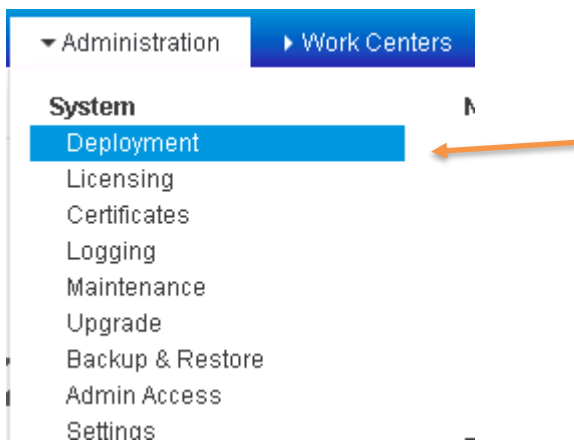 Administration Work Centers
System
Deployment
Licensing
Certificates
Logging
Maintenance
Upgrade
Backup & Restore
Admin Access
Settings